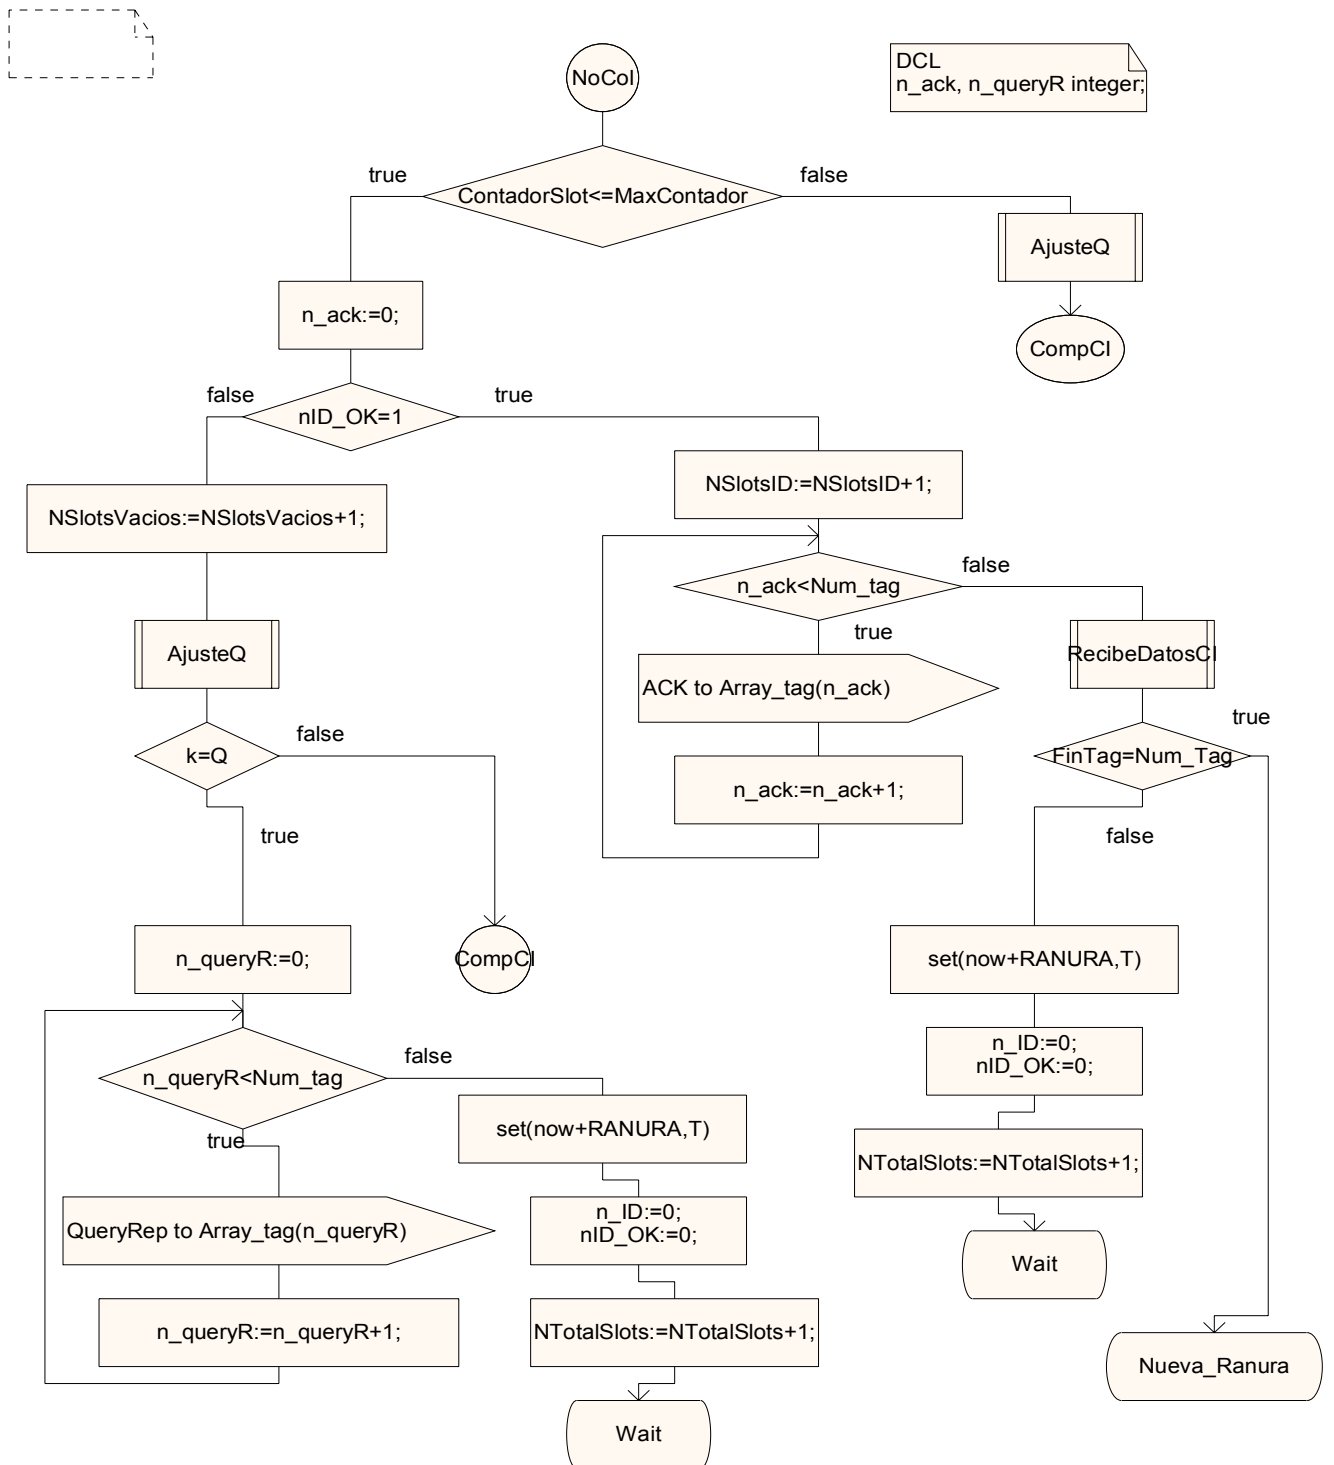 NoCol
DCL
n_ack, n_queryR integer;
true
false
ContadorSlot<=MaxContador
AjusteQ
n_ack:=0;
CompCl
false
true
nID_OK=1
NSlotsID:=NSlotsID+1;
NSlotsVacios:=NSlotsVacios+1;
false
n_ack<Num_tag
true
AjusteQ
RecibeDatosCl
ACK to Array_tag(n_ack)
true
false
k=Q
FinTag=Num_Tag
n_ack:=n_ack+1;
true
false
n_queryR:=0;
CompCl
set(now+RANURA,T)
n_ID:=0;
nID_OK:=0;
false
n_queryR<Num_tag
set(now+RANURA,T)
true
NTotalSlots:=NTotalSlots+1;
n_ID:=0;
nID_OK:=0;
QueryRep to Array_tag(n_queryR)
Wait
n_queryR:=n_queryR+1;
NTotalSlots:=NTotalSlots+1;
Nueva_Ranura
Wait